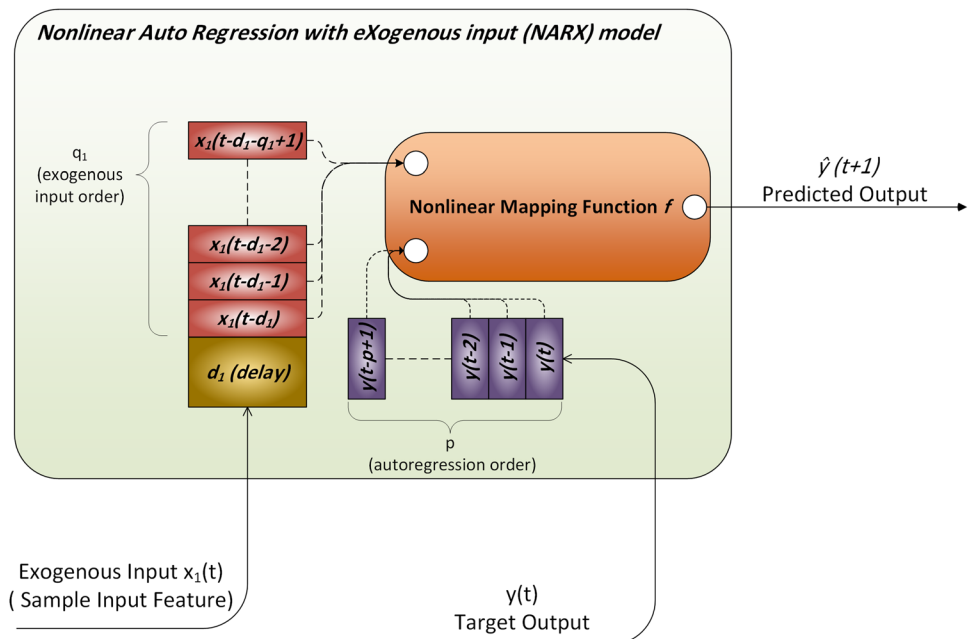 Nonlinear Auto Regression with eXogenous input (NARX) model
q₁
(exogenous
input order)
x₁(t-d₁-q₁+1)
x₁(t-d₁-2)
x₁(t-d₁-1)
x₁(t-d₁)
d₁ (delay)
Nonlinear Mapping Function f
ŷ (t+1)
Predicted Output
y(t-p+1)
y(t-2)
y(t-1)
y(t)
p
(autoregression order)
Exogenous Input x₁(t)
( Sample Input Feature)
y(t)
Target Output